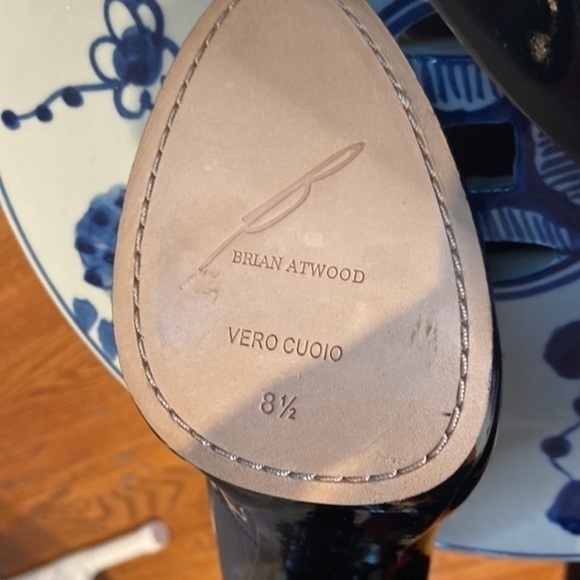 BRIAN ATWOOD
VERO CUOIO
8½